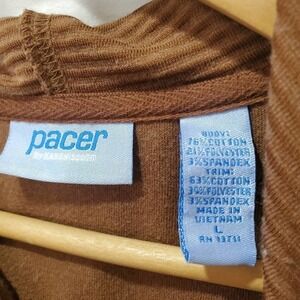 pacer
BODY:
76%COTTON
21%POLYESTER
3%SPANDEX
TRIM:
63%COTTON
POLYESTER
3%SPANDEX
MADE IN
VIETNAM
L
RN 13711